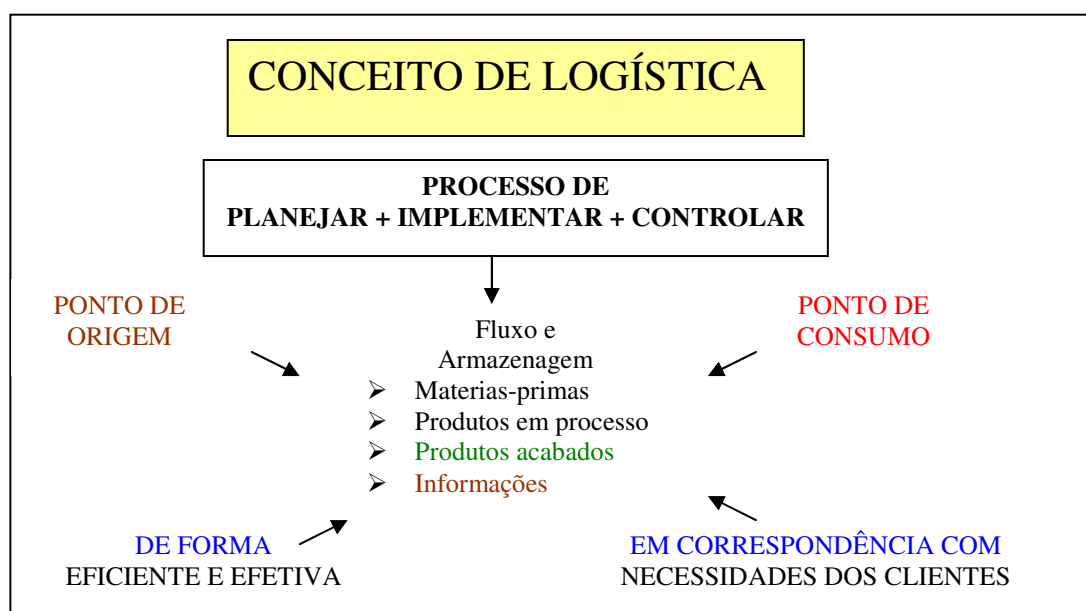 CONCEITO DE LOGÍSTICA
PROCESSO DE
PLANEJAR + IMPLEMENTAR + CONTROLAR
PONTO DE
ORIGEM
PONTO DE
CONSUMO
Fluxo e
Armazenagem
Materias-primas
Produtos em processo
Produtos acabados
Informações
DE FORMA
EFICIENTE E EFETIVA
EM CORRESPONDÊNCIA COM
NECESSIDADES DOS CLIENTES